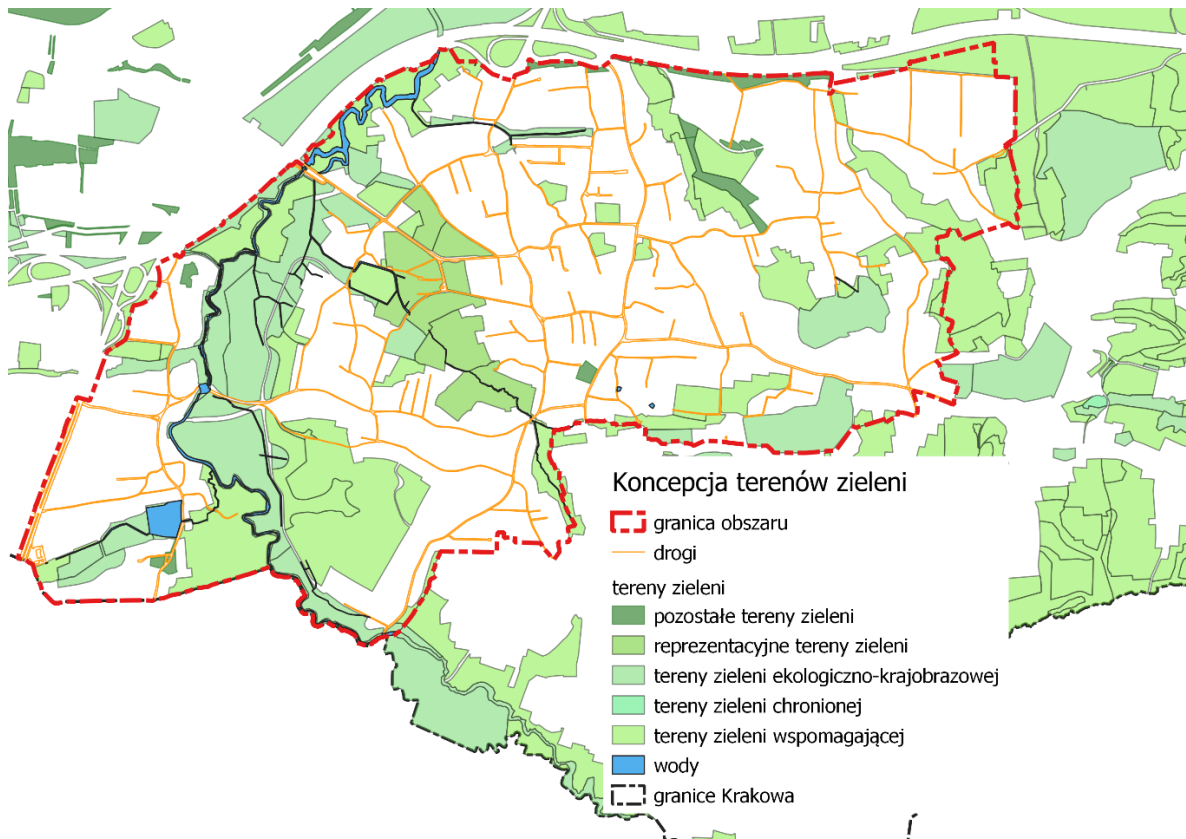 Koncepcja terenów zieleni
granica obszaru
drogi
tereny zieleni
pozostałe tereny zieleni
reprezentacyjne tereny zieleni
tereny zieleni ekologiczno-krajobrazowej
tereny zieleni chronionej
tereny zieleni wspomagającej
wody
granice Krakowa